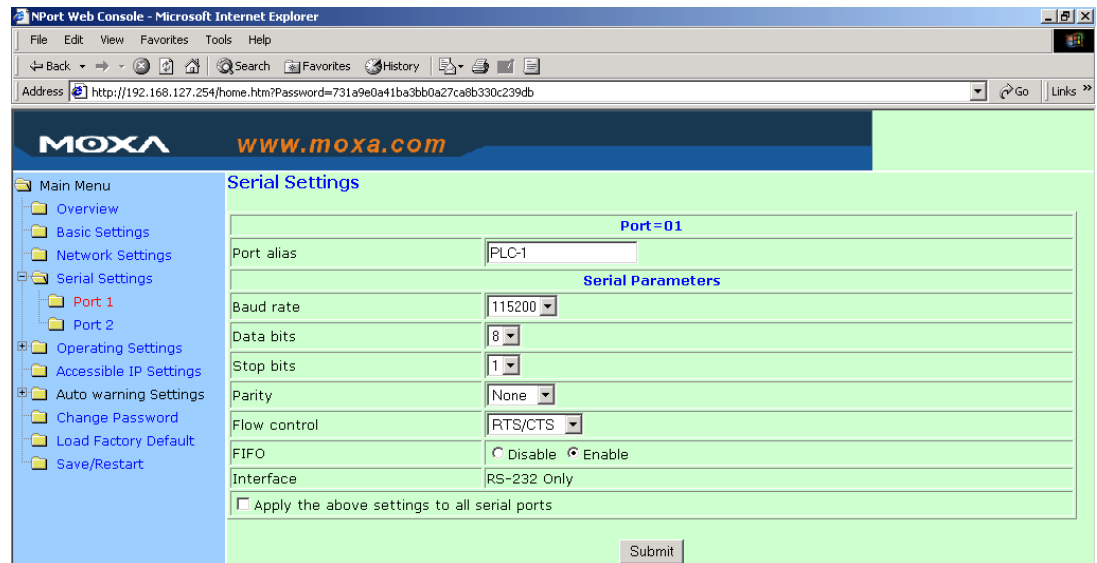 NPort Web Console - Microsoft Internet Explorer
File Edit View Favorites Tools Help
Back Search Favorites History
Address http://192.168.127.254/home.htm?Password=731a9e0a41ba3bb0a27ca8b330c239db Go Links »
MOXA www.moxa.com
Main Menu
Overview
Basic Settings
Network Settings
Serial Settings
Port 1
Port 2
Operating Settings
Accessible IP Settings
Auto warning Settings
Change Password
Load Factory Default
Save/Restart
Serial Settings
Port=01
Port alias PLC-1
Serial Parameters
Baud rate 115200
Data bits 8
Stop bits 1
Parity None
Flow control RTS/CTS
FIFO Disable Enable
Interface RS-232 Only
Apply the above settings to all serial ports
Submit